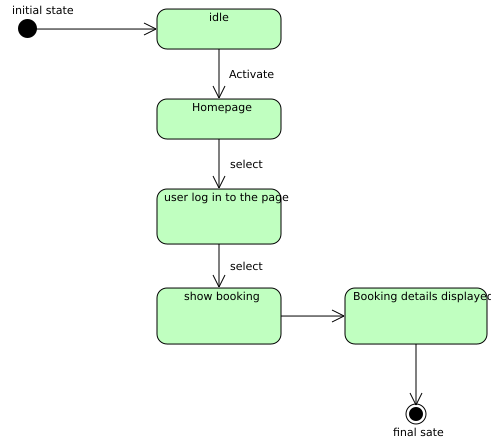 initial state
idle
Activate
Homepage
select
user log in to the page
select
show booking
Booking details displayed
final sate